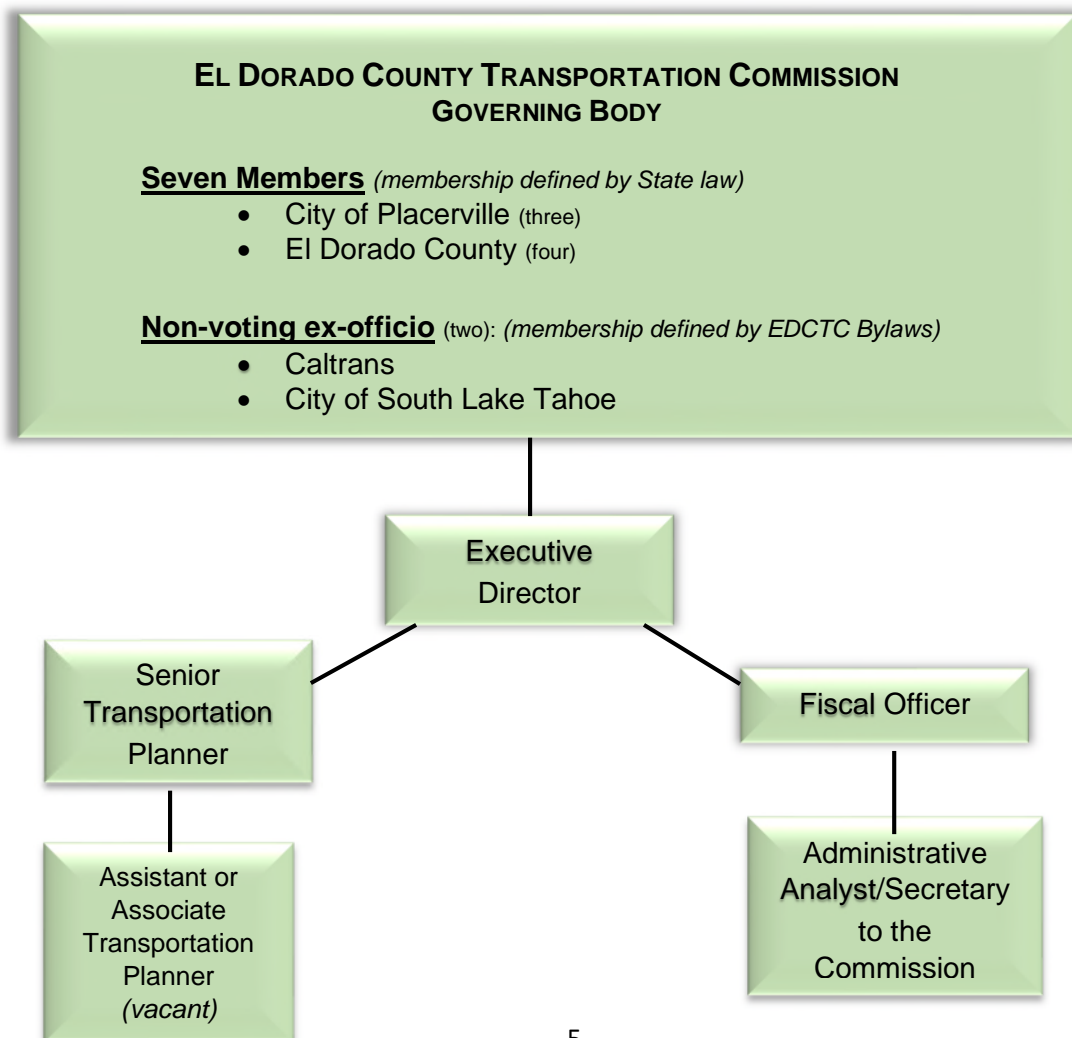 EL DORADO COUNTY TRANSPORTATION COMMISSION
GOVERNING BODY
Seven Members (membership defined by State law)
• City of Placerville (three)
• El Dorado County (four)
Non-voting ex-officio (two): (membership defined by EDCTC Bylaws)
• Caltrans
• City of South Lake Tahoe
Executive
Director
Senior
Transportation
Planner
Fiscal Officer
Assistant or
Associate
Transportation
Planner
(vacant)
Administrative
Analyst/Secretary
to the
Commission
5